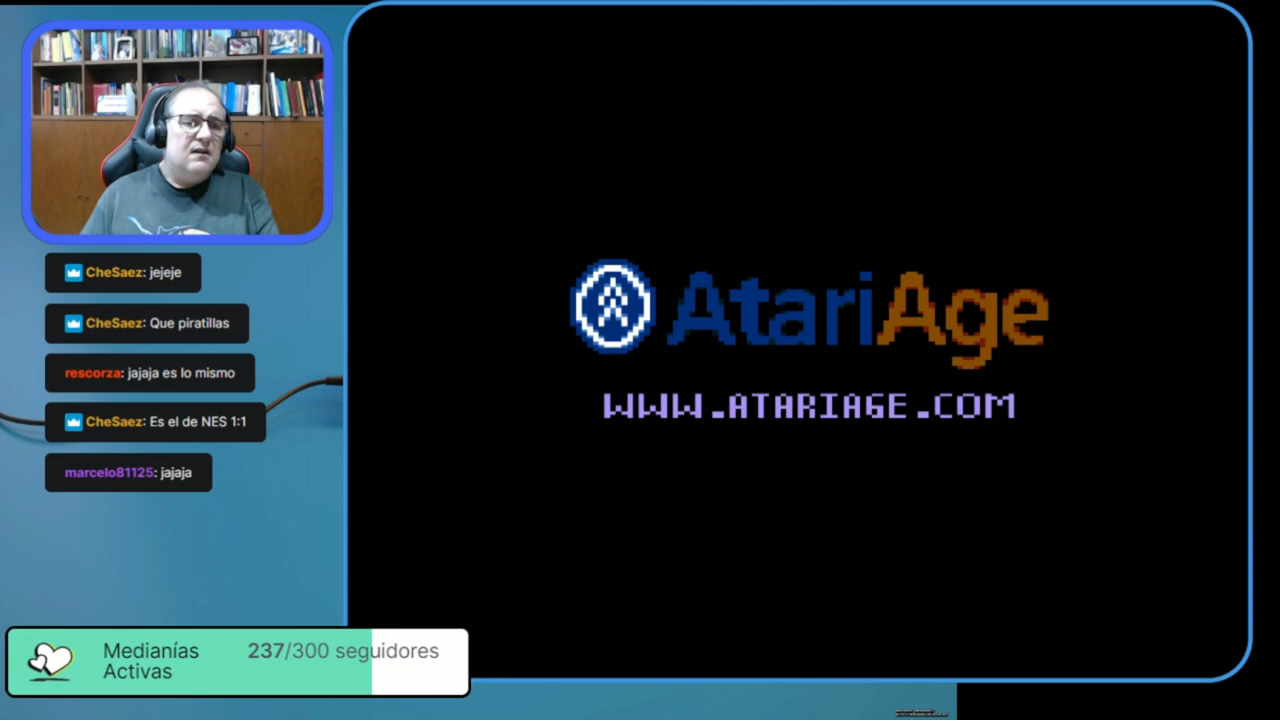 CheSaez: jejeje
CheSaez: Que piratillas
rescorza: jajaja es lo mismo
CheSaez: Es el de NES 1:1
marcelo81125: jajaja
AtariAge
WWW.ATARIAGE.COM
Medianías
Activas
237/300 seguidores